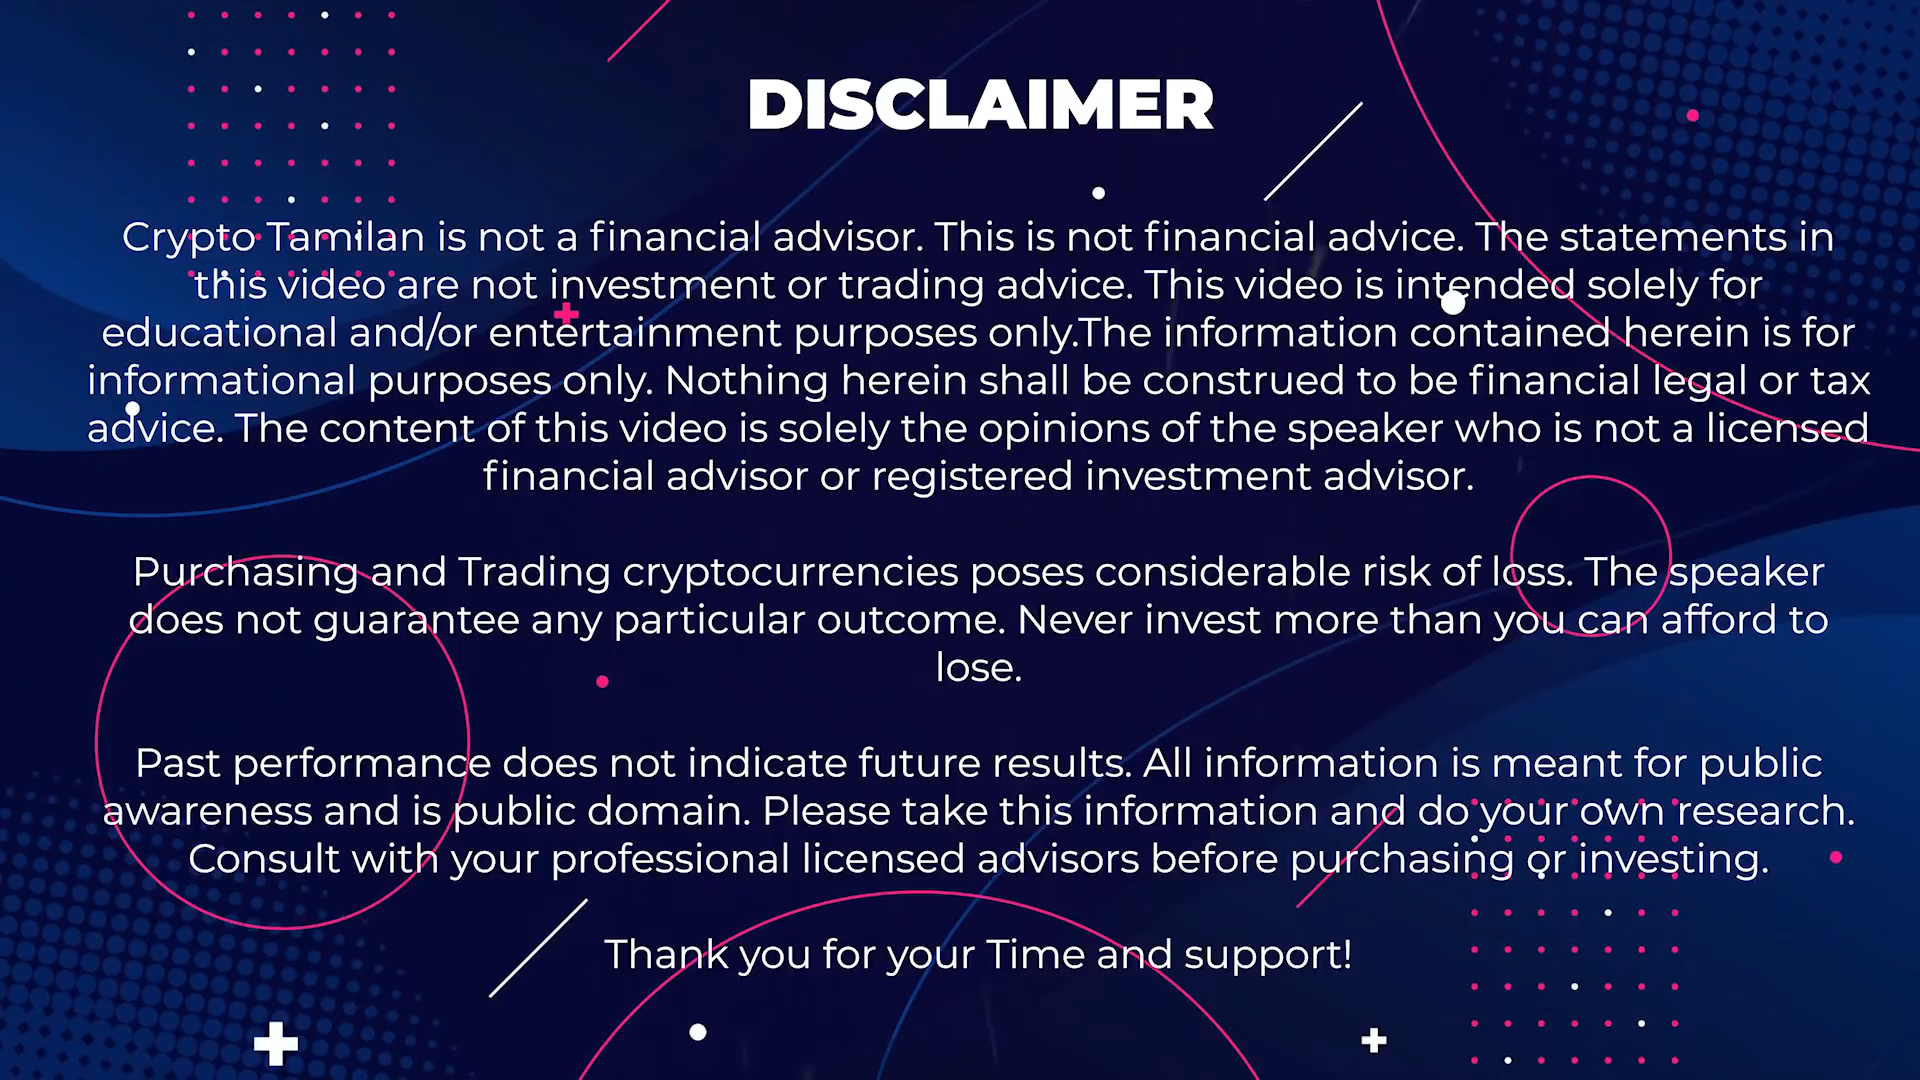 DISCLAIMER
Crypto Tamilan is not a financial advisor. This is not financial advice. The statements in
this video are not investment or trading advice. This video is intended solely for
educational and/or entertainment purposes only.The information contained herein is for
informational purposes only. Nothing herein shall be construed to be financial legal or tax
advice. The content of this video is solely the opinions of the speaker who is not a licensed
financial advisor or registered investment advisor.
Purchasing and Trading cryptocurrencies poses considerable risk of loss. The speaker
does not guarantee any particular outcome. Never invest more than you can afford to
lose.
Past performance does not indicate future results. All information is meant for public
awareness and is public domain. Please take this information and do your own research.
Consult with your professional licensed advisors before purchasing or investing.
Thank you for your Time and support!